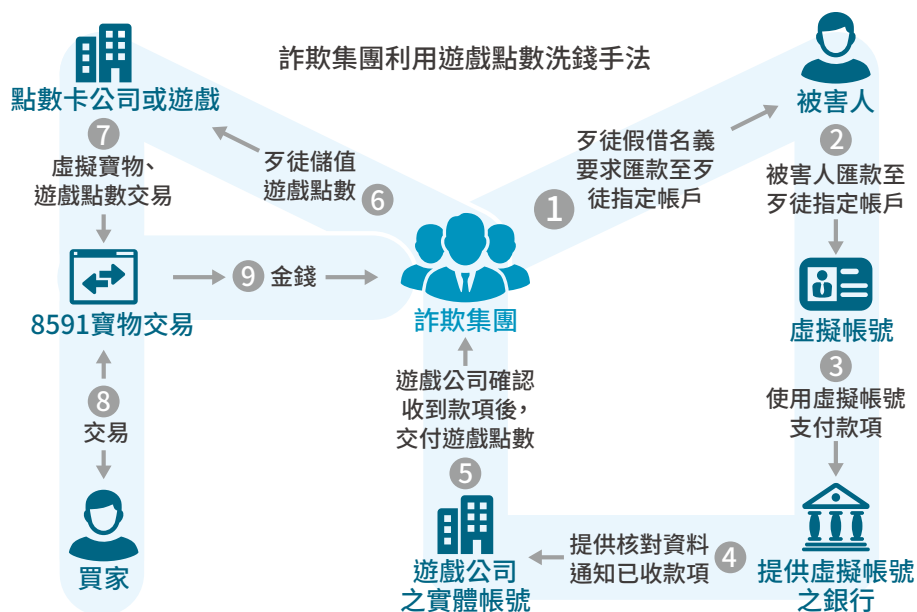 詐欺集團利用遊戲點數洗錢手法
被害人
1
歹徒假借名義
要求匯款至歹
徒指定帳戶
2
被害人匯款至
歹徒指定帳戶
虛擬帳號
3
使用虛擬帳號
支付款項
提供虛擬帳號
之銀行
4
提供核對資料
通知已收款項
遊戲公司
之實體帳號
5
遊戲公司確認
收到款項後，
交付遊戲點數
詐欺集團
6
歹徒儲值
遊戲點數
點數卡公司或遊戲
7
虛擬寶物、
遊戲點數交易
8591寶物交易
8
交易
買家
9 金錢